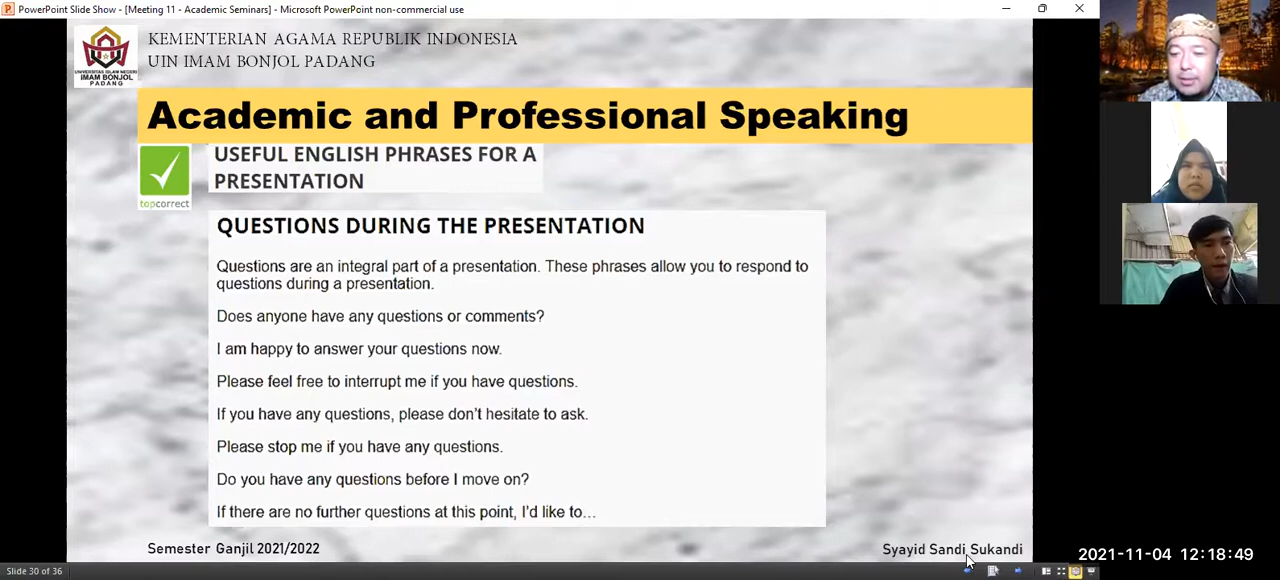 PowerPoint Slide Show - [Meeting 11 - Academic Seminars] - Microsoft PowerPoint non-commercial use
KEMENTERIAN AGAMA REPUBLIK INDONESIA
UIN IMAM BONJOL PADANG
UNIVERSITAS ISLAM NEGERI
IMAM BONJOL
PADANG
Academic and Professional Speaking
topcorrect
USEFUL ENGLISH PHRASES FOR A
PRESENTATION
QUESTIONS DURING THE PRESENTATION
Questions are an integral part of a presentation. These phrases allow you to respond to
questions during a presentation.
Does anyone have any questions or comments?
I am happy to answer your questions now.
Please feel free to interrupt me if you have questions.
If you have any questions, please don't hesitate to ask.
Please stop me if you have any questions.
Do you have any questions before I move on?
If there are no further questions at this point, I'd like to…
Semester Ganjil 2021/2022
Syayid Sandi Sukandi
2021-11-04 12:18:49
Slide 30 of 36